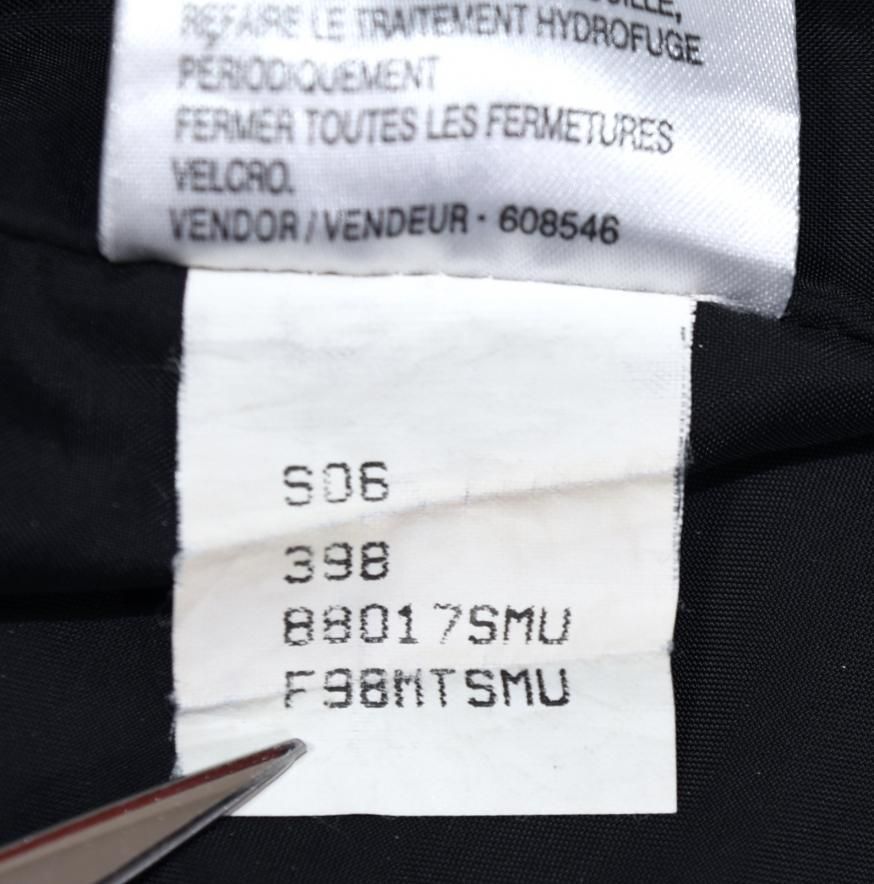 REFAIRE LE TRAITEMENT HYDROFUGE
PÉRIODIQUEMENT
FERMER TOUTES LES FERMETURES
VELCRO.
VENDOR / VENDEUR · 608546
S06
398
88017SMU
F98MTSMU